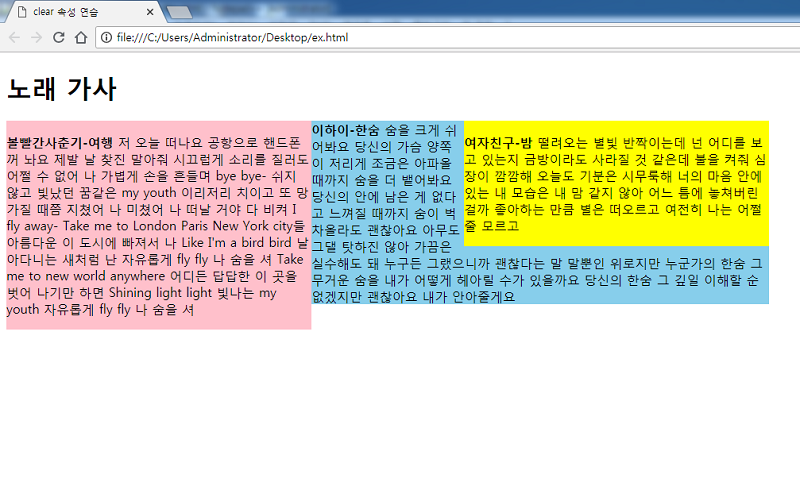 clear 속성 연습
file:///C:/Users/Administrator/Desktop/ex.html
노래 가사
볼빨간사춘기-여행 저 오늘 떠나요 공항으로 핸드폰
꺼 놔요 제발 날 찾진 말아줘 시끄럽게 소리를 질러도
어쩔 수 없어 나 가볍게 손을 흔들며 bye bye- 쉬지
않고 빛났던 꿈같은 my youth 이리저리 치이고 또 망
가질 때쯤 지쳤어 나 미쳤어 나 떠날 거야 다 비켜 I
fly away- Take me to London Paris New York city들
아름다운 이 도시에 빠져서 나 Like I'm a bird bird 날
아다니는 새처럼 난 자유롭게 fly fly 나 숨을 셔 Take
me to new world anywhere 어디든 답답한 이 곳을
벗어 나기만 하면 Shining light light 빛나는 my
youth 자유롭게 fly fly 나 숨을 셔
이하이-한숨 숨을 크게 쉬
어봐요 당신의 가슴 양쪽
이 저리게 조금은 아파올
때까지 숨을 더 뱉어봐요
당신의 안에 남은 게 없다
고 느껴질 때까지 숨이 벅
차올라도 괜찮아요 아무도
그댈 탓하진 않아 가끔은
실수해도 돼 누구든 그랬으니까 괜찮다는 말 말뿐인 위로지만 누군가의 한숨 그
무거운 숨을 내가 어떻게 헤아릴 수가 있을까요 당신의 한숨 그 깊일 이해할 순
없겠지만 괜찮아요 내가 안아줄게요
여자친구-밤 떨려오는 별빛 반짝이는데 넌 어디를 보
고 있는지 금방이라도 사라질 것 같은데 불을 켜줘 심
장이 깜깜해 오늘도 기분은 시무룩해 너의 마음 안에
있는 내 모습은 내 맘 같지 않아 어느 틈에 놓쳐버린
걸까 좋아하는 만큼 별은 떠오르고 여전히 나는 어쩔
줄 모르고